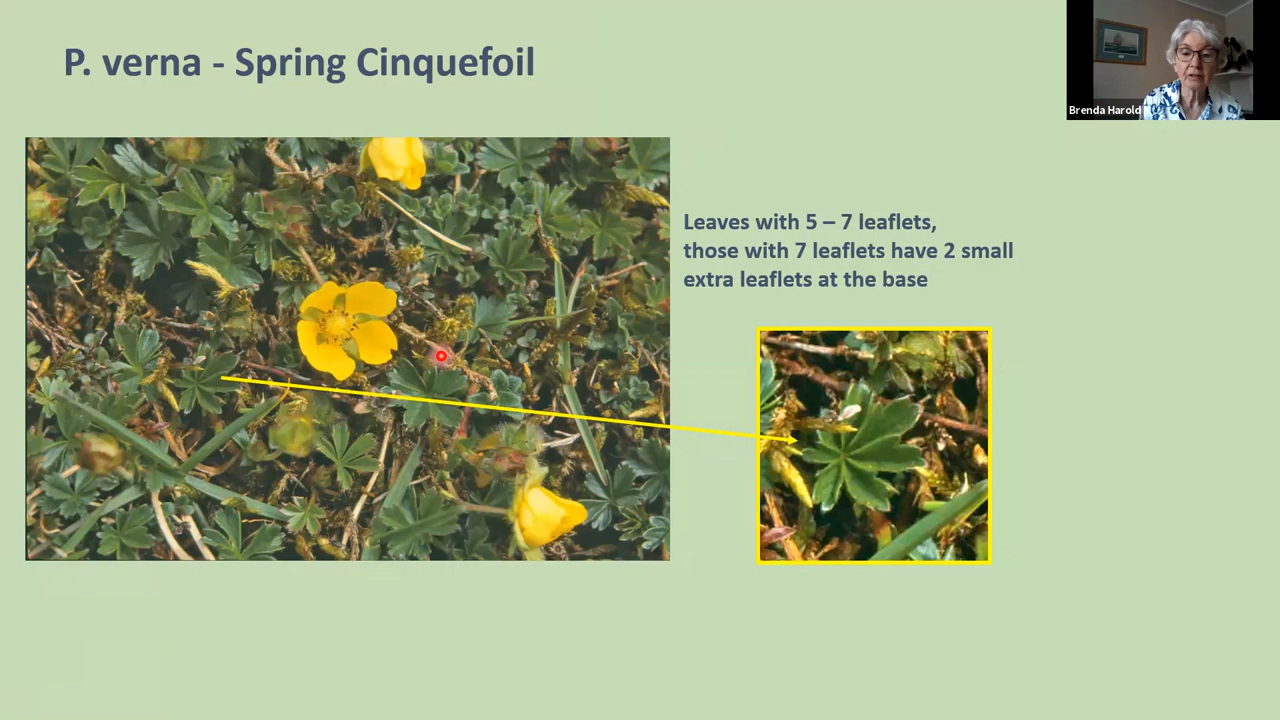 P. verna - Spring Cinquefoil
Brenda Harold
Leaves with 5 – 7 leaflets,
those with 7 leaflets have 2 small
extra leaflets at the base